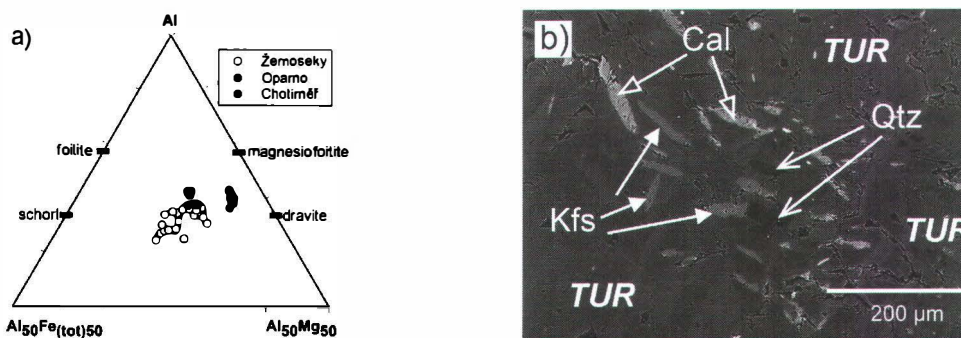 a)
Al
Žernoseky
Oparno
Chotiměř
foilite
magnesiofoitite
schorl
dravite
Al50Fe(tot)50
Al50Mg50
b)
Cal
TUR
Qtz
Kfs
TUR
TUR
200 µm